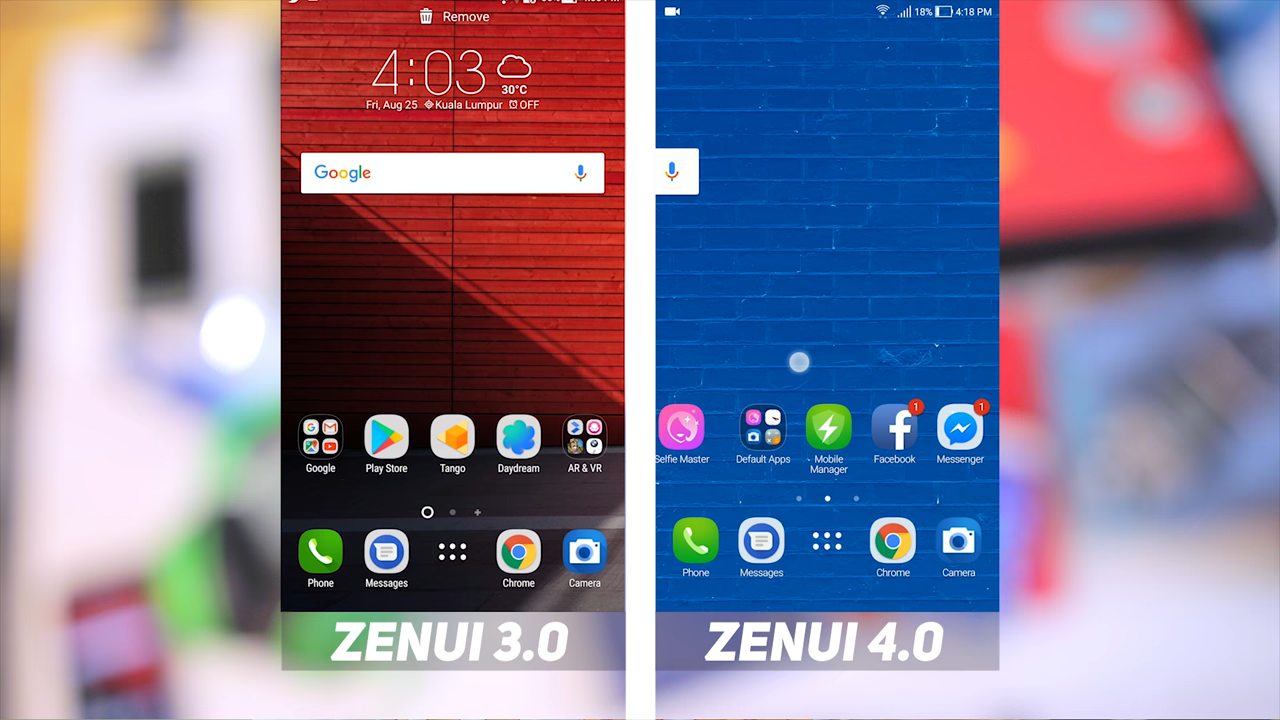 Remove
4:03
30°C
Fri, Aug 25 Kuala Lumpur OFF
Google
Google
Play Store
Tango
Daydream
AR & VR
Phone
Messages
Chrome
Camera
ZENUI 3.0
18% 4:18 PM
1
1
Selfie Master
Default Apps
Mobile
Manager
Facebook
Messenger
Phone
Messages
Chrome
Camera
ZENUI 4.0